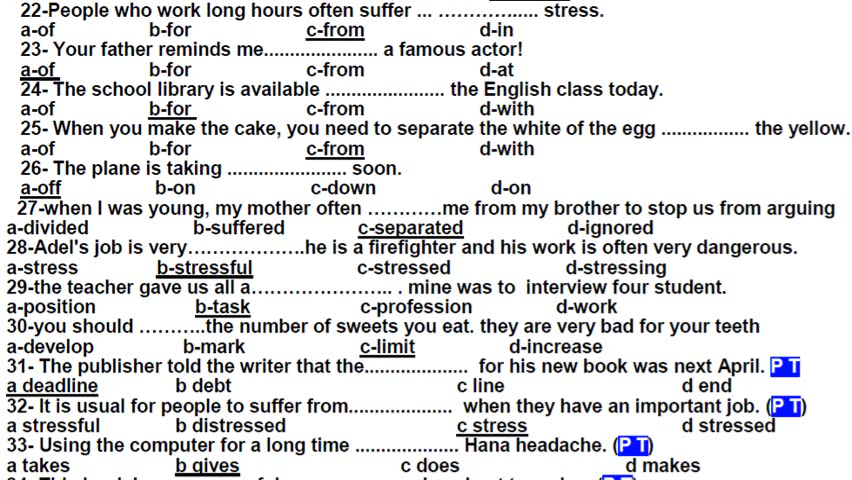 22-People who work long hours often suffer ... …………...... stress.
a-of b-for c-from d-in
23- Your father reminds me...................... a famous actor!
a-of b-for c-from d-at
24- The school library is available ....................... the English class today.
a-of b-for c-from d-with
25- When you make the cake, you need to separate the white of the egg ................. the yellow.
a-of b-for c-from d-with
26- The plane is taking ....................... soon.
a-off b-on c-down d-on
27-when I was young, my mother often …………me from my brother to stop us from arguing
a-divided b-suffered c-separated d-ignored
28-Adel's job is very……………….he is a firefighter and his work is often very dangerous.
a-stress b-stressful c-stressed d-stressing
29-the teacher gave us all a………………….. . mine was to interview four student.
a-position b-task c-profession d-work
30-you should ………..the number of sweets you eat. they are very bad for your teeth
a-develop b-mark c-limit d-increase
31- The publisher told the writer that the.................... for his new book was next April. P T
a deadline b debt c line d end
32- It is usual for people to suffer from.................... when they have an important job. (P T)
a stressful b distressed c stress d stressed
33- Using the computer for a long time .................... Hana headache. (P T)
a takes b gives c does d makes